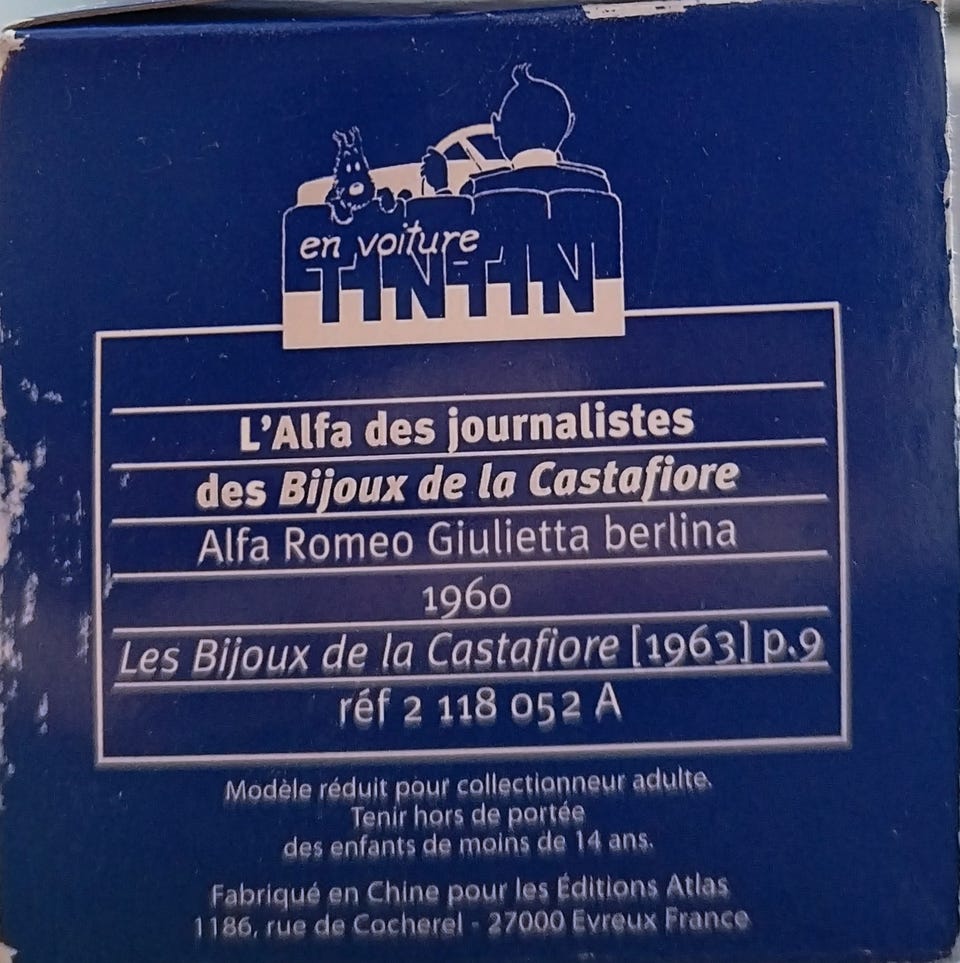 en voiture
TINTIN
L'Alfa des journalistes
des Bijoux de la Castafiore
Alfa Romeo Giulietta berlina
1960
Les Bijoux de la Castafiore [1963] p.9
réf 2 118 052 A
Modèle réduit pour collectionneur adulte.
Tenir hors de portée
des enfants de moins de 14 ans.
Fabriqué en Chine pour les Éditions Atlas
1186, rue de Cocherel - 27000 Evreux France